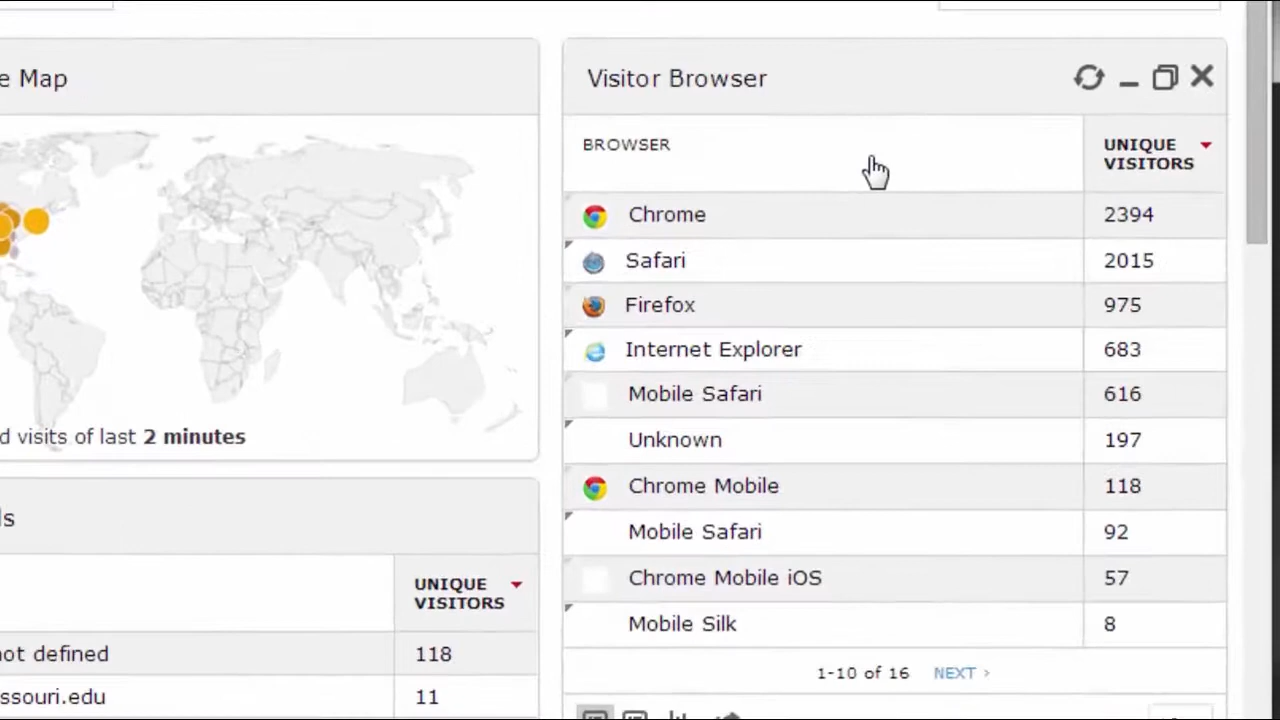 e Map
d visits of last 2 minutes
ls
UNIQUE
VISITORS
not defined 118
ssouri.edu 11
Visitor Browser
BROWSER UNIQUE
VISITORS
Chrome 2394
Safari 2015
Firefox 975
Internet Explorer 683
Mobile Safari 616
Unknown 197
Chrome Mobile 118
Mobile Safari 92
Chrome Mobile iOS 57
Mobile Silk 8
1-10 of 16 NEXT ›